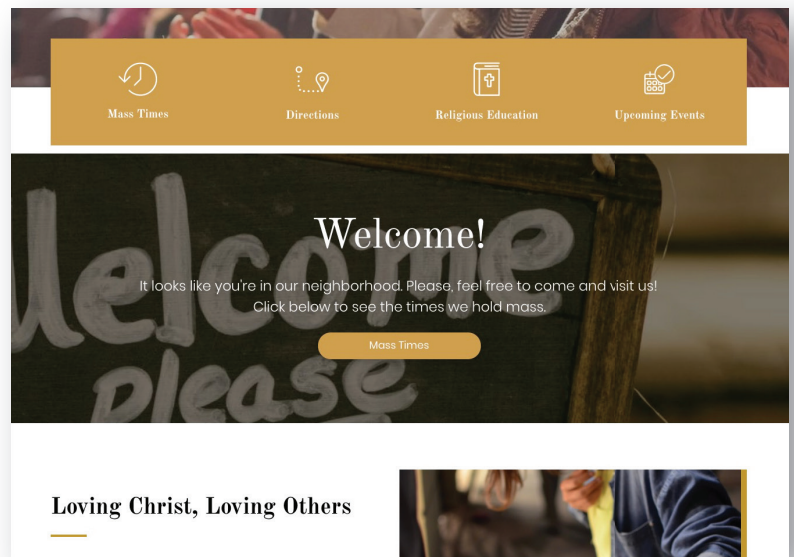 Mass Times
Directions
Religious Education
Upcoming Events
Welcome
please
Welcome!
It looks like you're in our neighborhood. Please, feel free to come and visit us!
Click below to see the times we hold mass.
Mass Times
Loving Christ, Loving Others